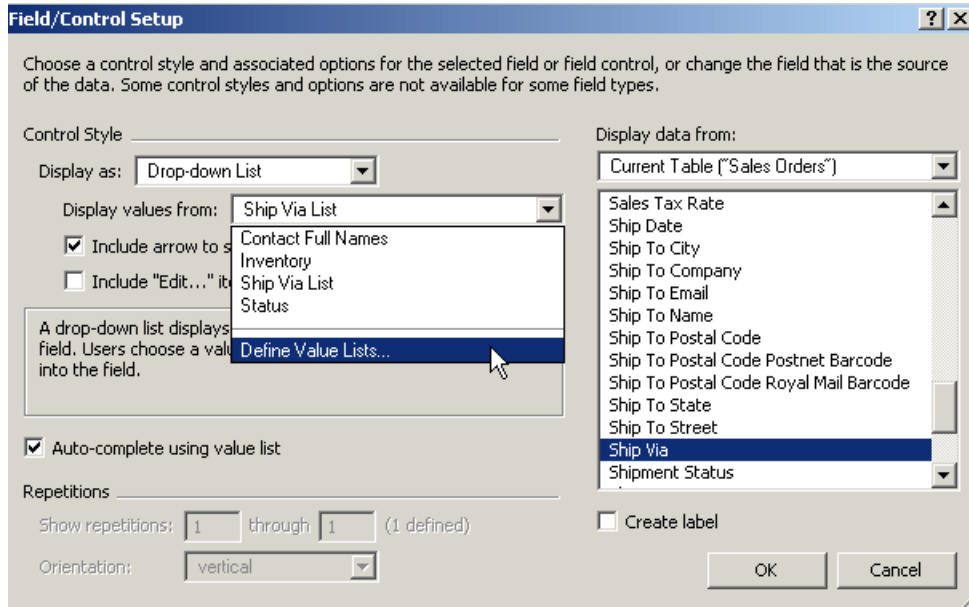 Field/Control Setup
Choose a control style and associated options for the selected field or field control, or change the field that is the source
of the data. Some control styles and options are not available for some field types.
Control Style
Display as: Drop-down List
Display values from: Ship Via List
Include arrow to s
Include "Edit..." it
Contact Full Names
Inventory
Ship Via List
Status
Define Value Lists...
A drop-down list displays
field. Users choose a valu
into the field.
Auto-complete using value list
Repetitions
Show repetitions: 1 through 1 (1 defined)
Orientation: vertical
Display data from:
Current Table ("Sales Orders")
Sales Tax Rate
Ship Date
Ship To City
Ship To Company
Ship To Email
Ship To Name
Ship To Postal Code
Ship To Postal Code Postnet Barcode
Ship To Postal Code Royal Mail Barcode
Ship To State
Ship To Street
Ship Via
Shipment Status
Create label
OK Cancel